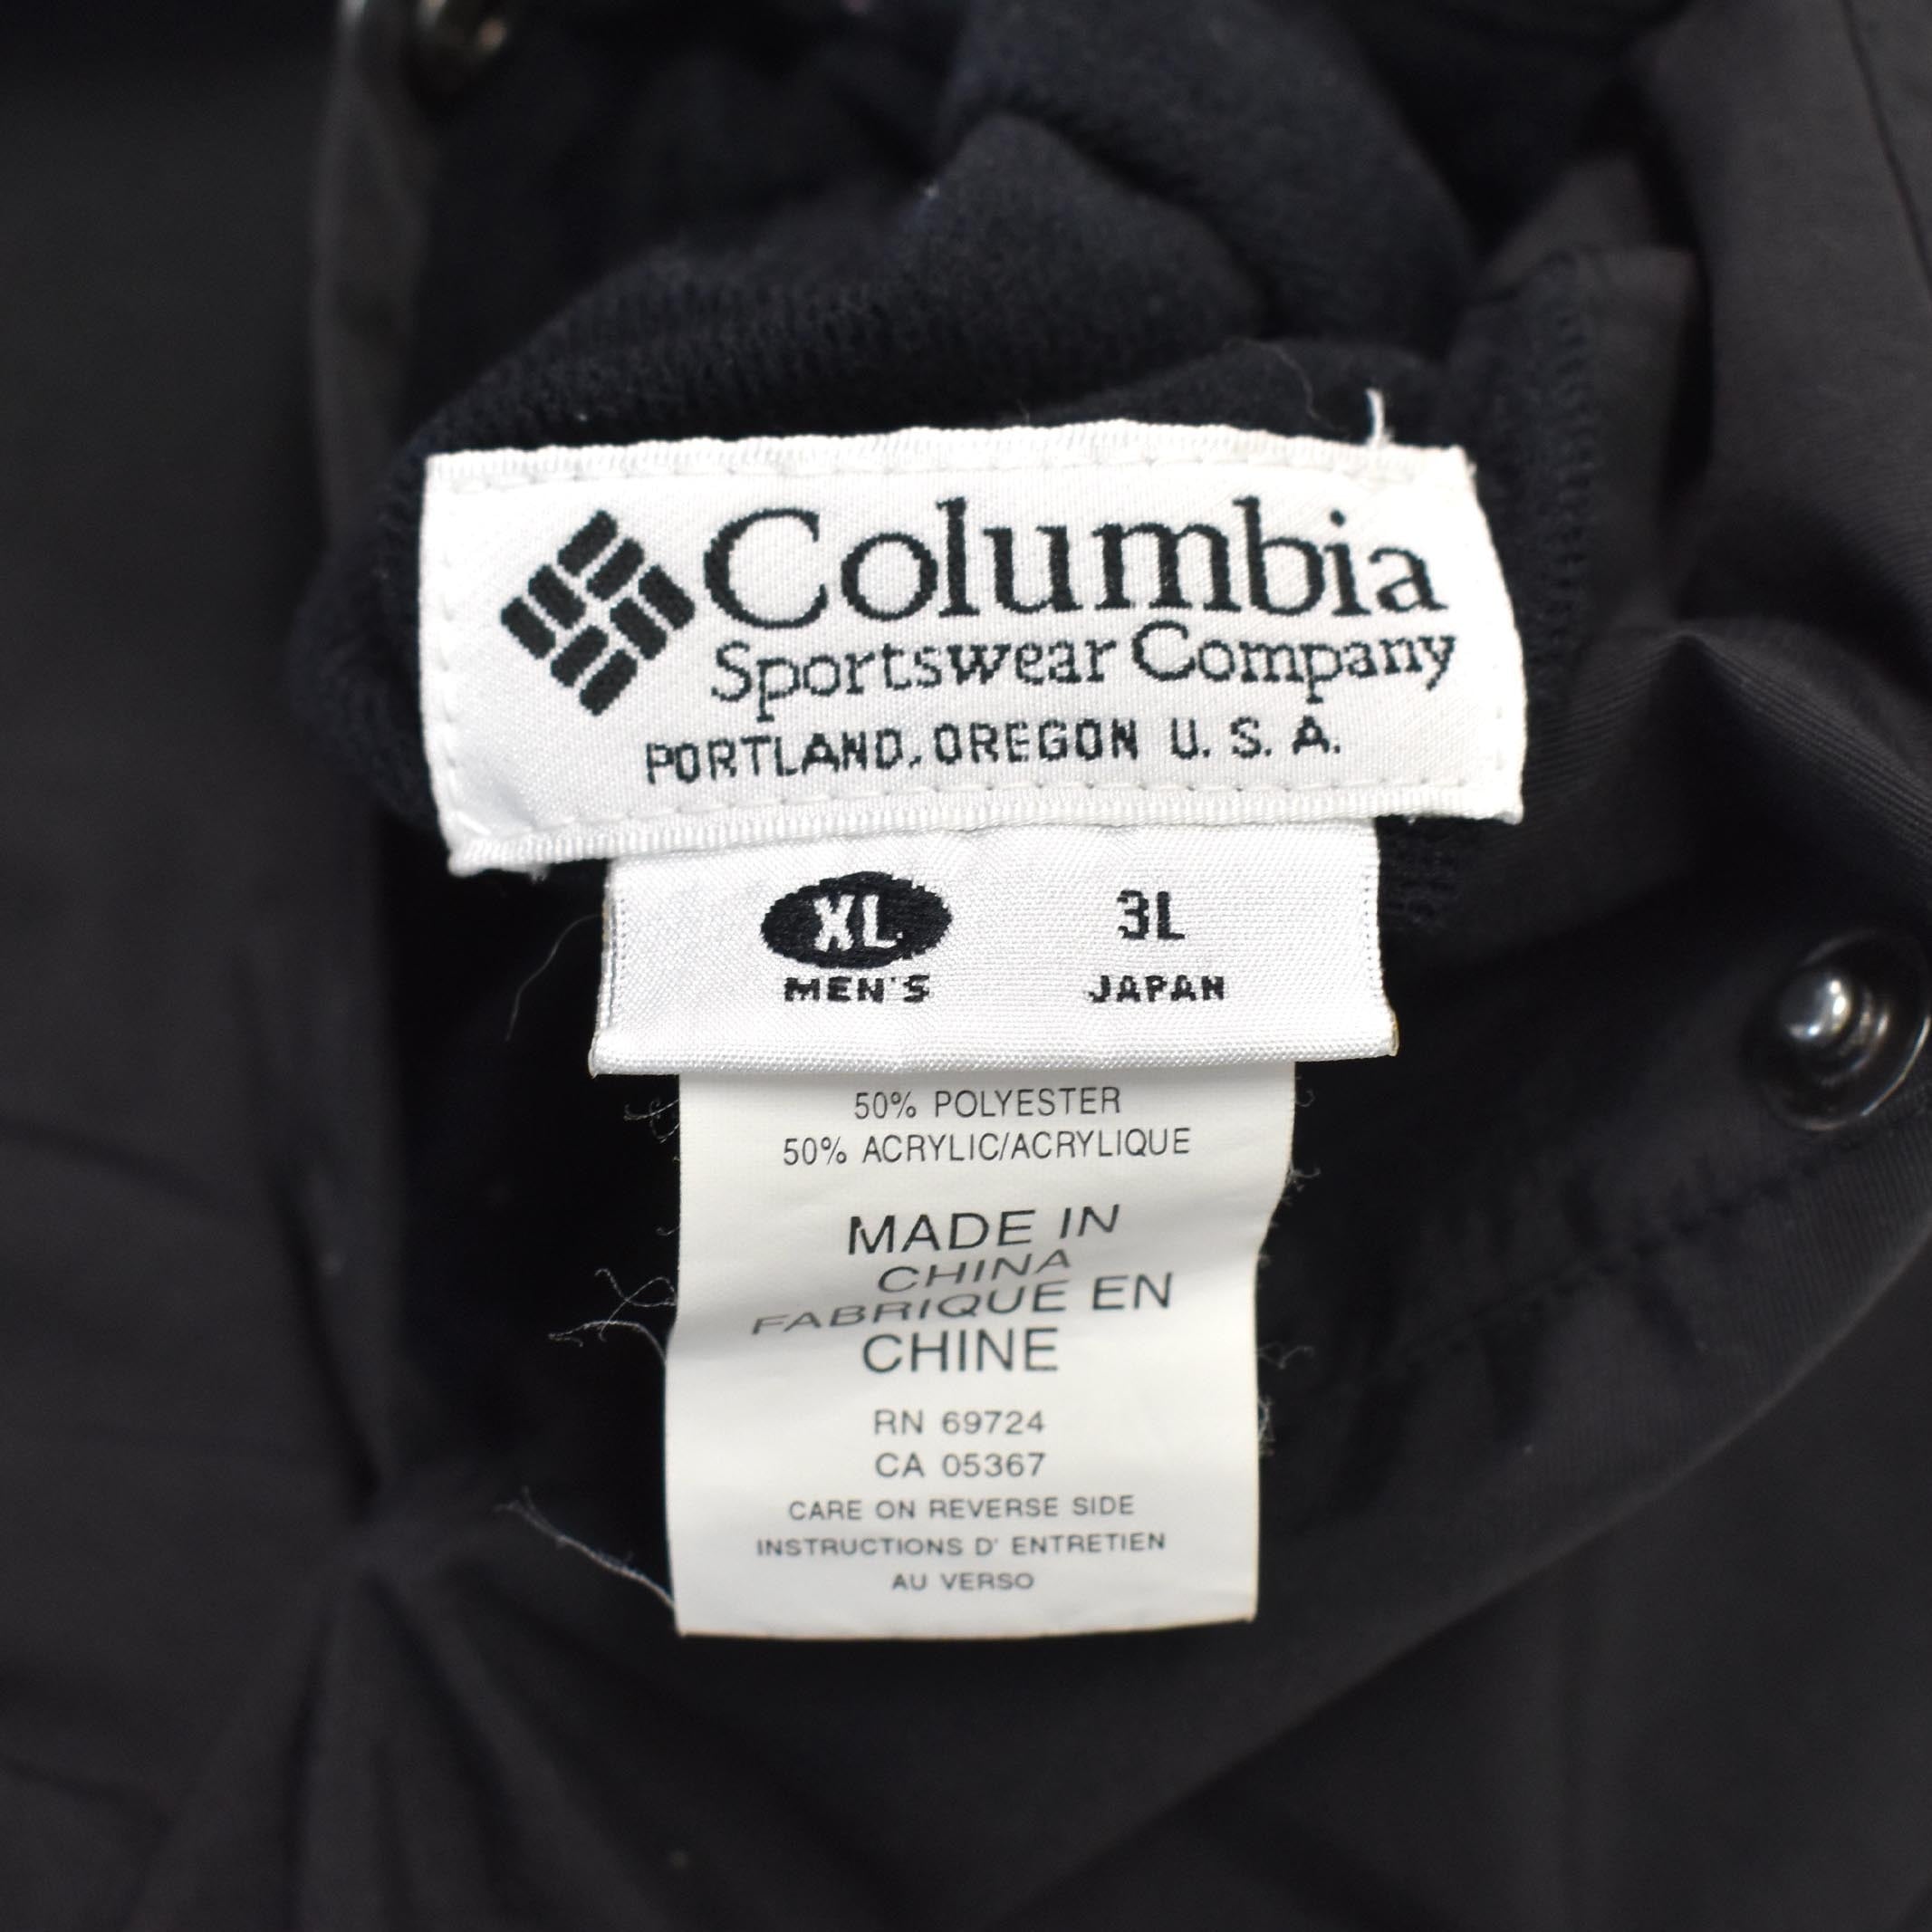 Columbia
Sportswear Company
PORTLAND, OREGON U. S. A.
XL 3L
MEN'S JAPAN
50% POLYESTER
50% ACRYLIC/ACRYLIQUE
MADE IN
CHINA
FABRIQUE EN
CHINE
RN 69724
CA 05367
CARE ON REVERSE SIDE
INSTRUCTIONS D' ENTRETIEN
AU VERSO